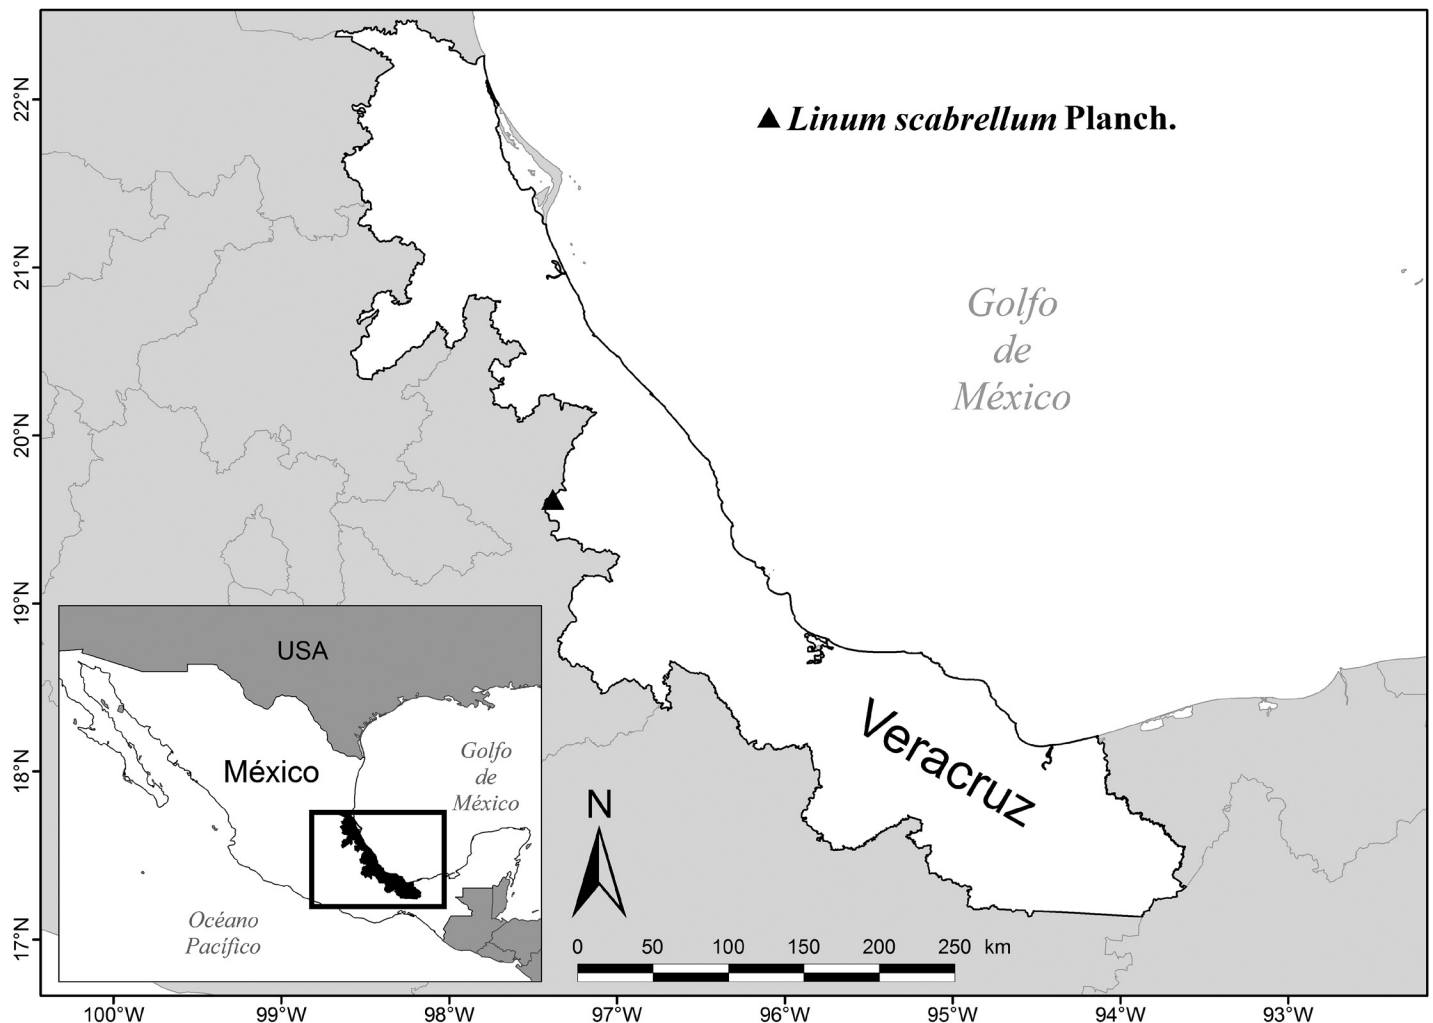 22°N
21°N
20°N
19°N
18°N
17°N
Linum scabrellum Planch.
Golfo
de
México
USA
México
Golfo
de
México
Océano
Pacífico
Veracruz
N
0 50 100 150 200 250 km
100°W 99°W 98°W 97°W 96°W 95°W 94°W 93°W